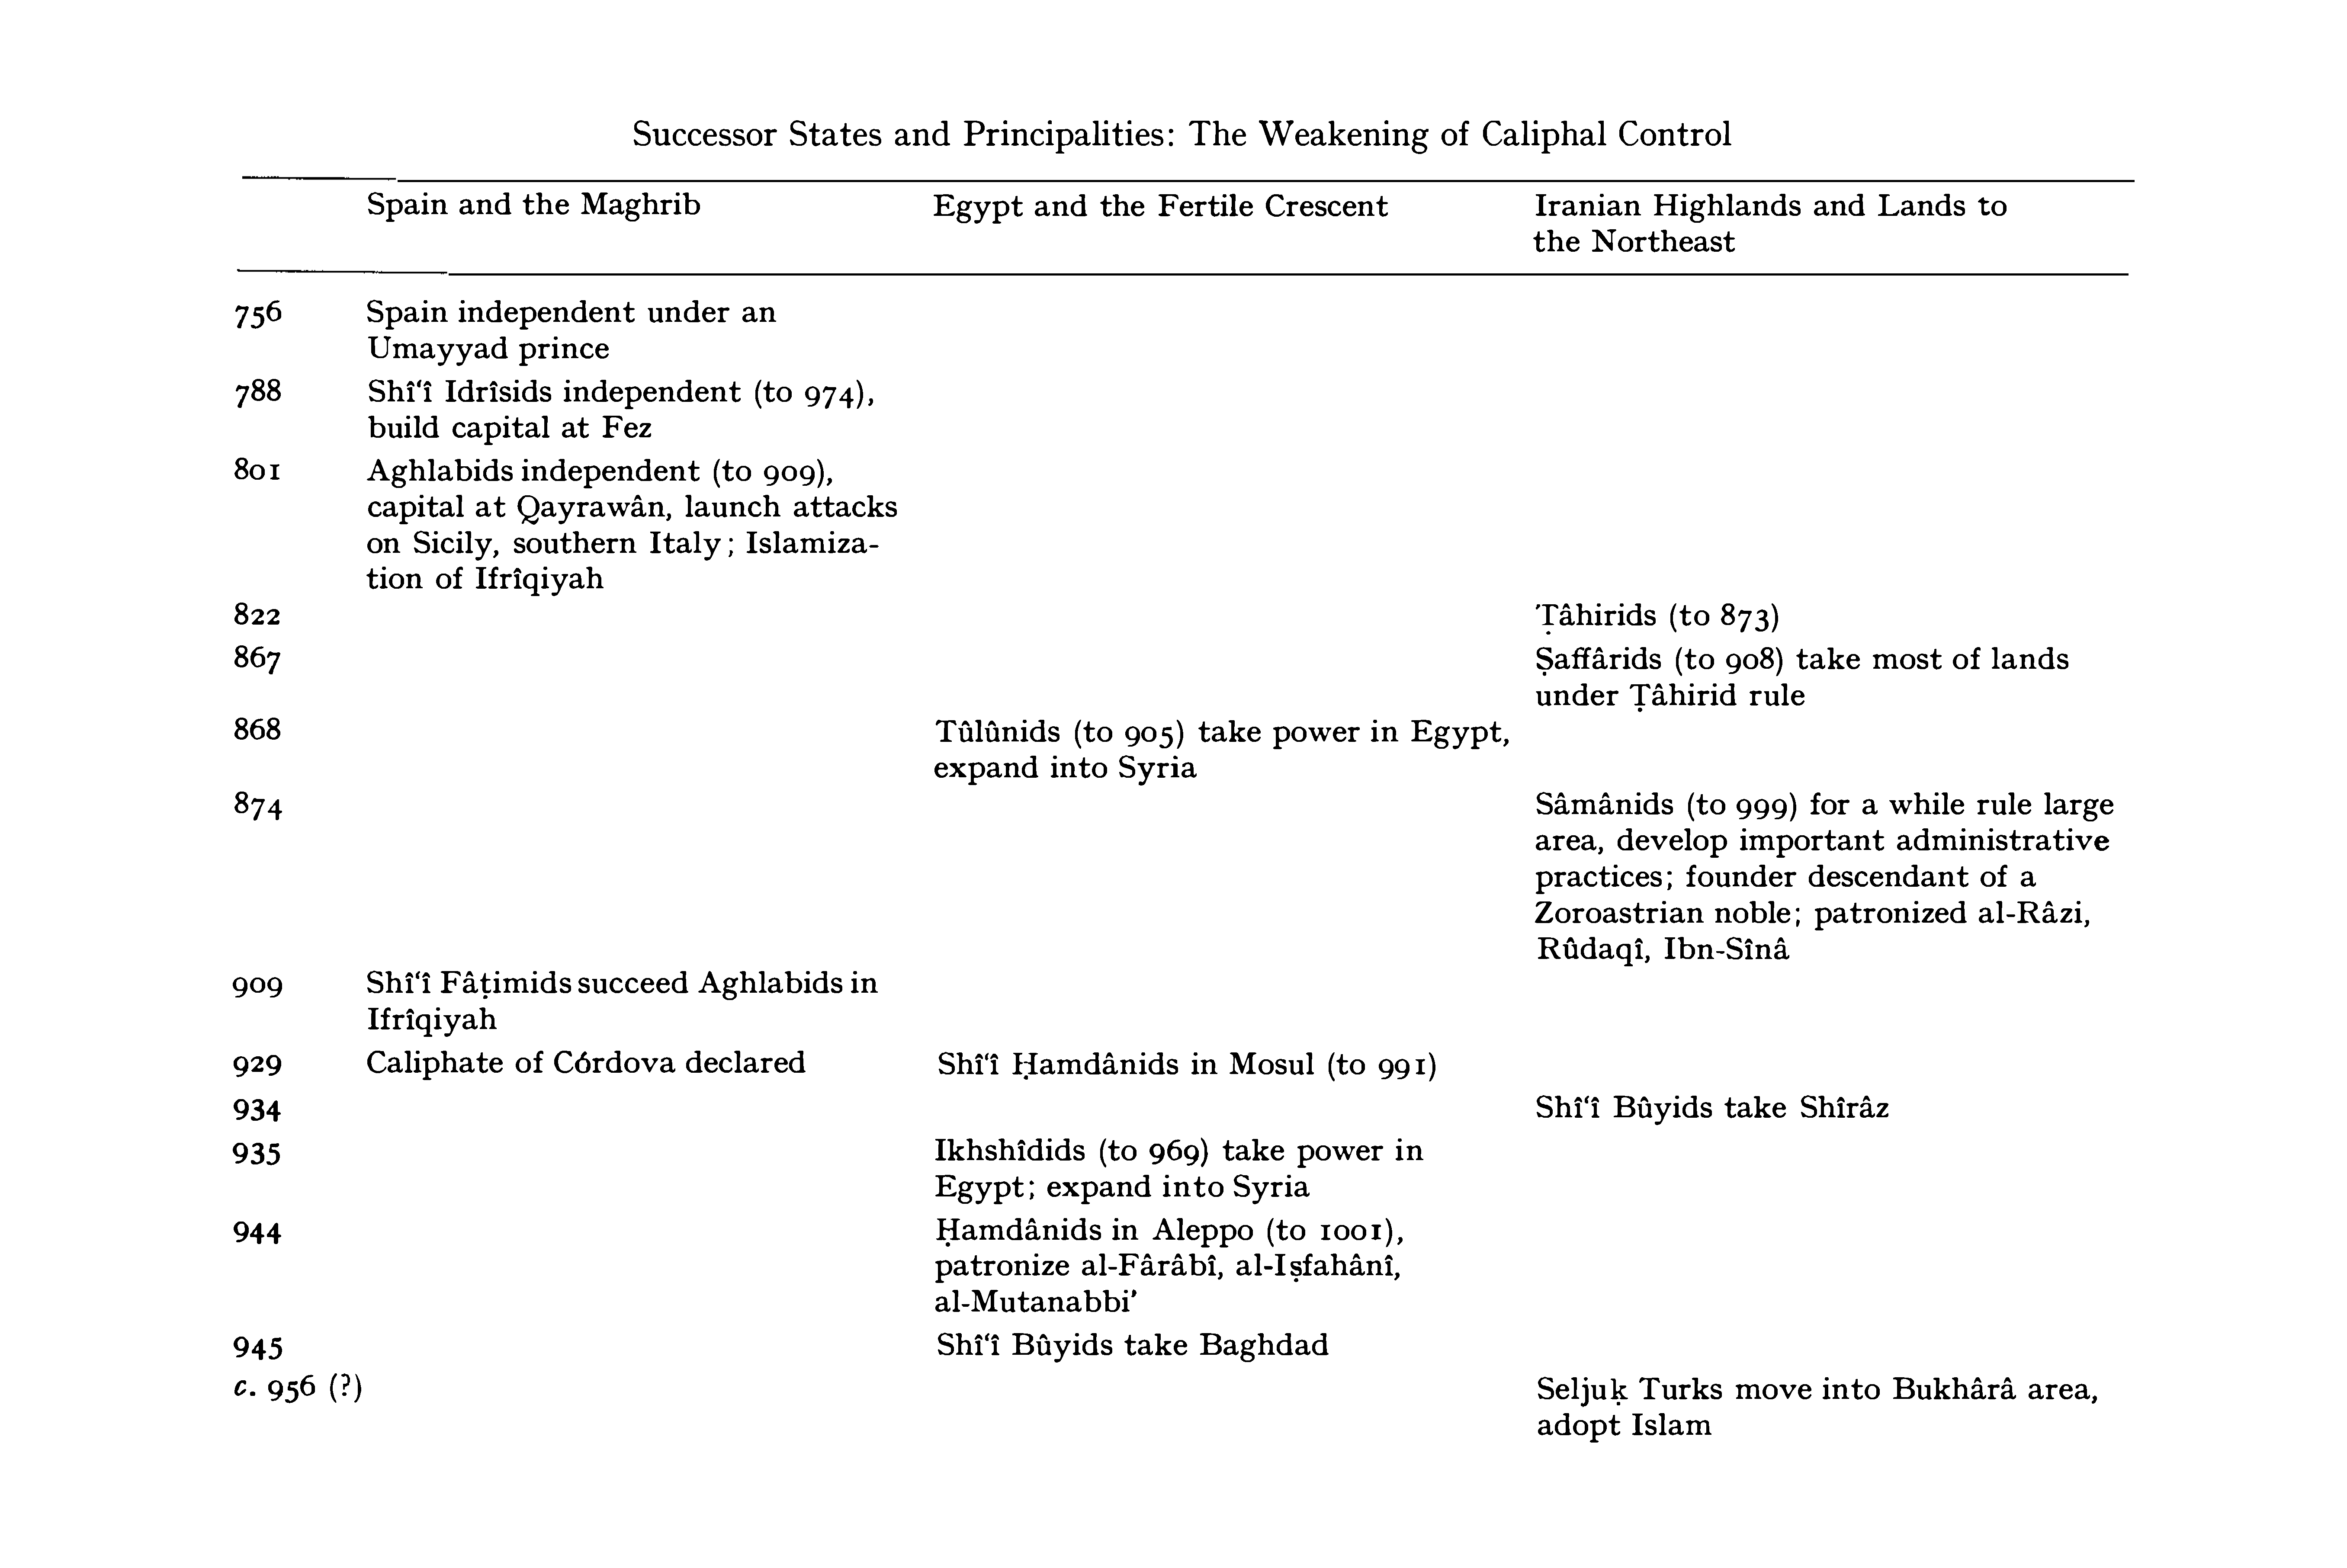 Successor States and Principalities: The Weakening of Caliphal Control
Spain and the Maghrib
Egypt and the Fertile Crescent
Iranian Highlands and Lands to
the Northeast
756
Spain independent under an
Umayyad prince
788
Shî'î Idrîsids independent (to 974),
build capital at Fez
801
Aghlabids independent (to 909),
capital at Qayrawân, launch attacks
on Sicily, southern Italy; Islamiza-
tion of Ifrîqiyah
822
Ṭâhirids (to 873)
867
Ṣaffârids (to 908) take most of lands
under Ṭâhirid rule
868
Tûlûnids (to 905) take power in Egypt,
expand into Syria
874
Sâmânids (to 999) for a while rule large
area, develop important administrative
practices; founder descendant of a
Zoroastrian noble; patronized al-Râzi,
Rûdaqî, Ibn-Sînâ
909
Shî'î Fâṭimids succeed Aghlabids in
Ifrîqiyah
929
Caliphate of Córdova declared
Shî'î Ḥamdânids in Mosul (to 991)
934
Shî'î Bûyids take Shîrâz
935
Ikhshîdids (to 969) take power in
Egypt; expand into Syria
944
Ḥamdânids in Aleppo (to 1001),
patronize al-Fârâbî, al-Iṣfahânî,
al-Mutanabbi'
945
Shî'î Bûyids take Baghdad
c. 956 (?)
Seljuḳ Turks move into Bukhârâ area,
adopt Islam